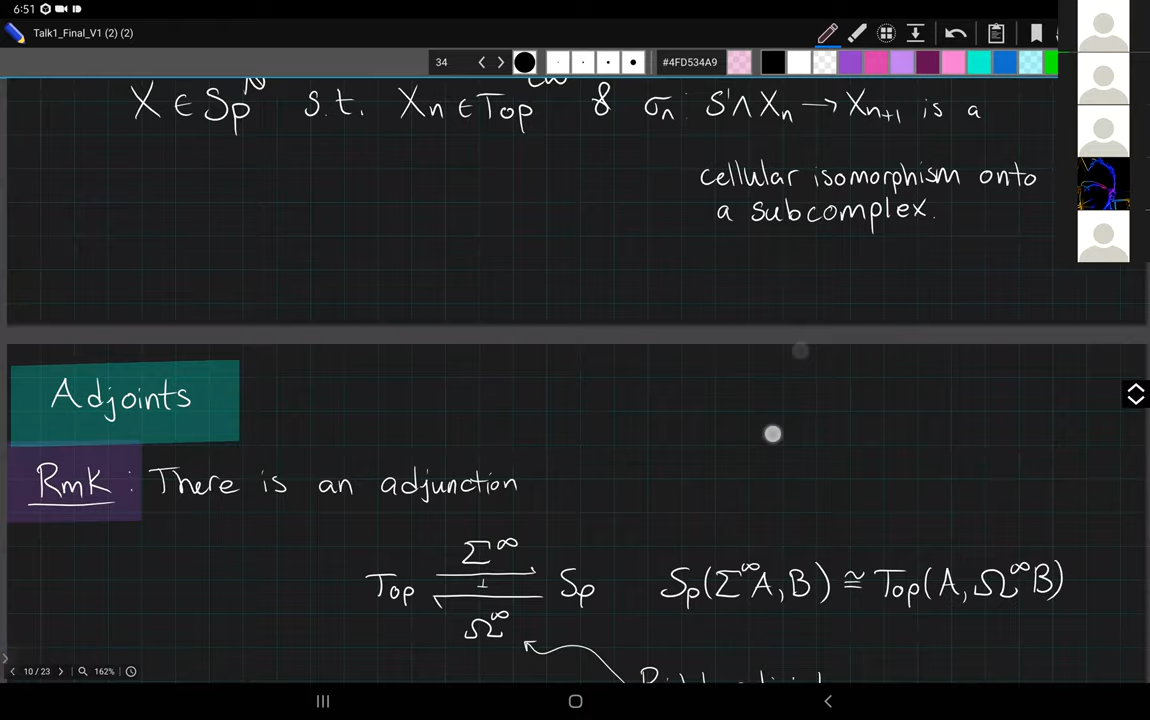 6:51
Talk1_Final_V1 (2) (2)
34
#4FD534A9
X ∈ Sp^ℕ s.t. Xn ∈ Top^CW & σn: S¹∧Xn → Xn+1 is a
cellular isomorphism onto
a subcomplex.
Adjoints
Rmk: There is an adjunction
Σ^∞
Top ⊥ Sp Sp(Σ^∞A, B) ≅ Top(A, Ω^∞B)
Ω^∞
10 / 23 162%